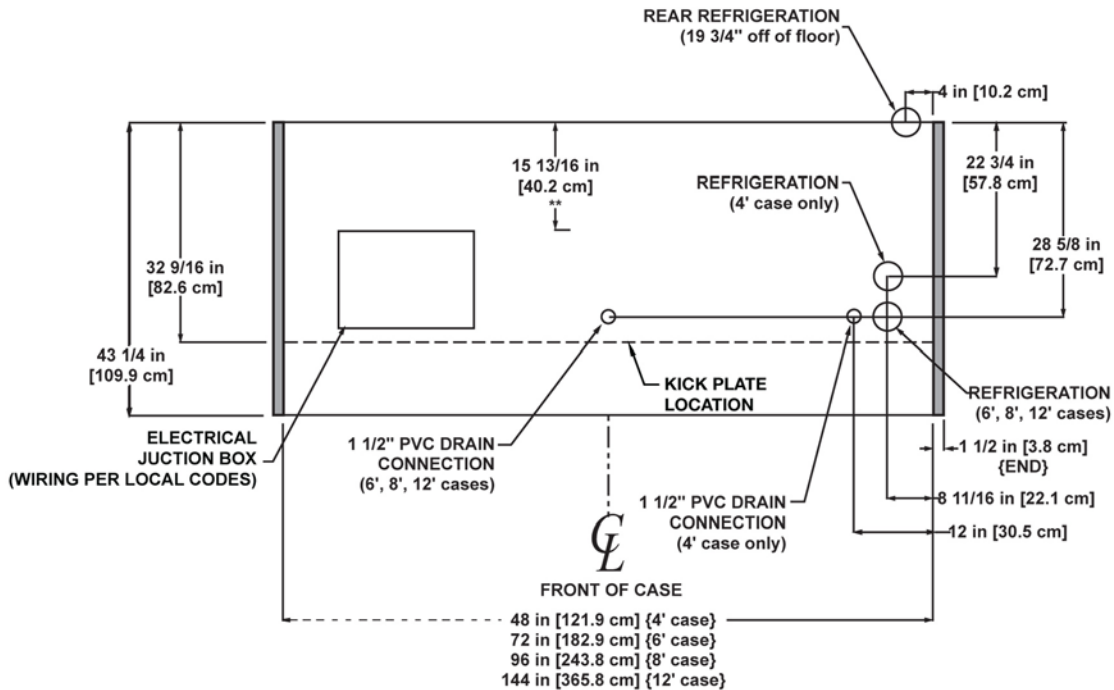 REAR REFRIGERATION
(19 3/4" off of floor)
4 in [10.2 cm]
15 13/16 in
[40.2 cm]
**
22 3/4 in
[57.8 cm]
REFRIGERATION
(4' case only)
28 5/8 in
[72.7 cm]
32 9/16 in
[82.6 cm]
43 1/4 in
[109.9 cm]
KICK PLATE
LOCATION
REFRIGERATION
(6', 8', 12' cases)
ELECTRICAL
JUCTION BOX
(WIRING PER LOCAL CODES)
1 1/2" PVC DRAIN
CONNECTION
(6', 8', 12' cases)
1 1/2 in [3.8 cm]
{END}
8 11/16 in [22.1 cm]
1 1/2" PVC DRAIN
CONNECTION
(4' case only)
12 in [30.5 cm]
CL
FRONT OF CASE
48 in [121.9 cm] {4' case}
72 in [182.9 cm] {6' case}
96 in [243.8 cm] {8' case}
144 in [365.8 cm] {12' case}